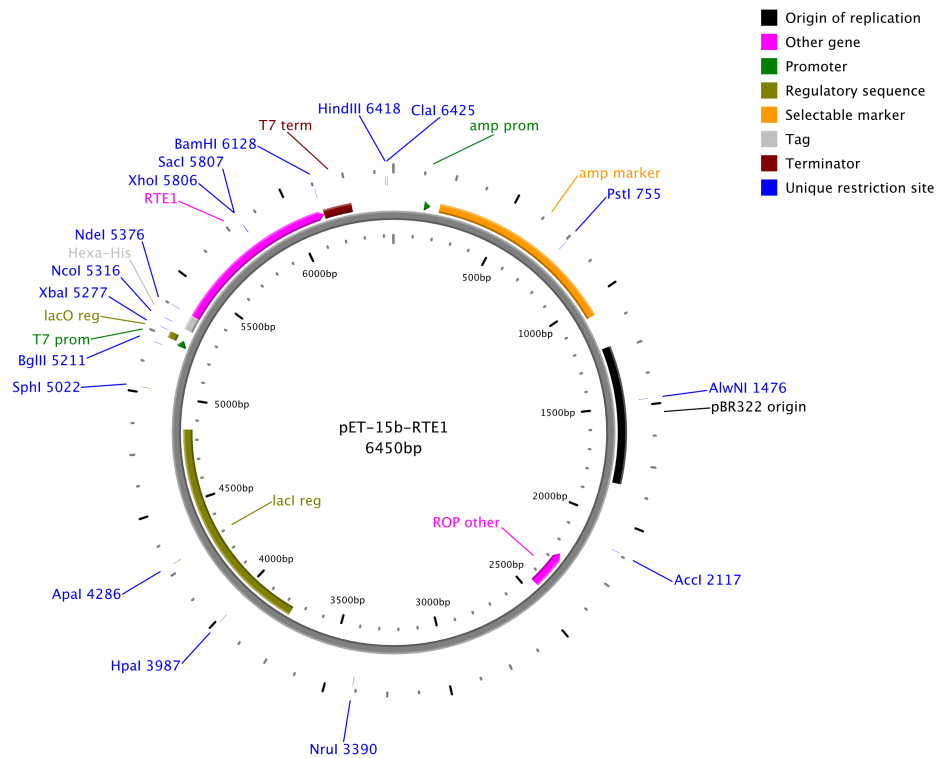 Origin of replication
Other gene
Promoter
Regulatory sequence
Selectable marker
Tag
Terminator
Unique restriction site
HindIII 6418
ClaI 6425
T7 term
amp prom
BamHI 6128
SacI 5807
XhoI 5806
RTE1
amp marker
PstI 755
NdeI 5376
Hexa-His
NcoI 5316
XbaI 5277
lacO reg
T7 prom
BglII 5211
SphI 5022
6000bp
500bp
5500bp
1000bp
5000bp
1500bp
AlwNI 1476
pBR322 origin
pET-15b-RTE1
6450bp
4500bp
2000bp
lacI reg
ROP other
4000bp
2500bp
3500bp
3000bp
AccI 2117
ApaI 4286
HpaI 3987
NruI 3390